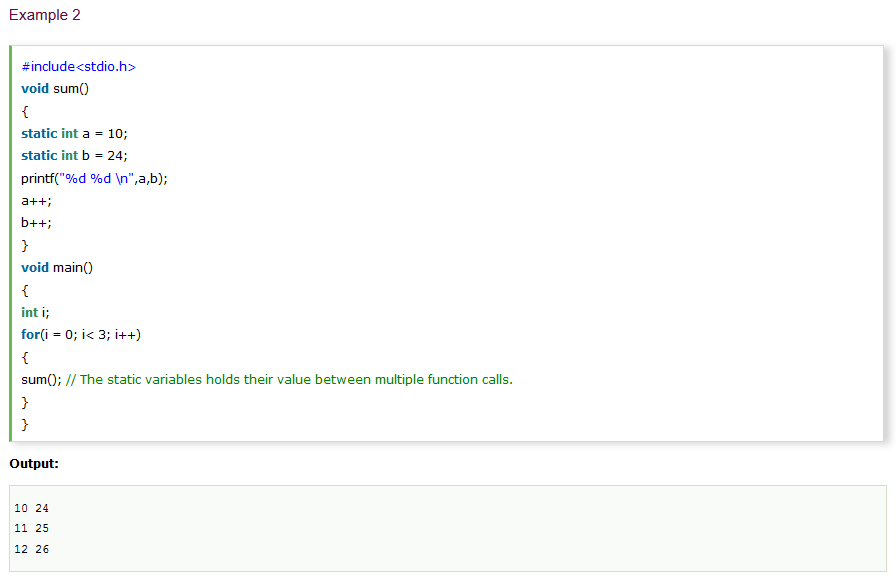 Example 2
#include<stdio.h>
void sum()
{
static int a = 10;
static int b = 24;
printf("%d %d \n",a,b);
a++;
b++;
}
void main()
{
int i;
for(i = 0; i< 3; i++)
{
sum(); // The static variables holds their value between multiple function calls.
}
}
Output:
10 24
11 25
12 26